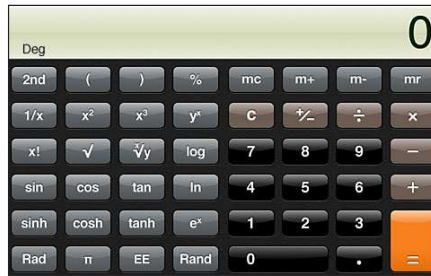 0
Deg
2nd ( ) % mc m+ m- mr
1/x x² x³ yˣ C +/− ÷ ×
x! √ ˣ√y log 7 8 9 −
sin cos tan ln 4 5 6 +
sinh cosh tanh eˣ 1 2 3
Rad π EE Rand 0 . =